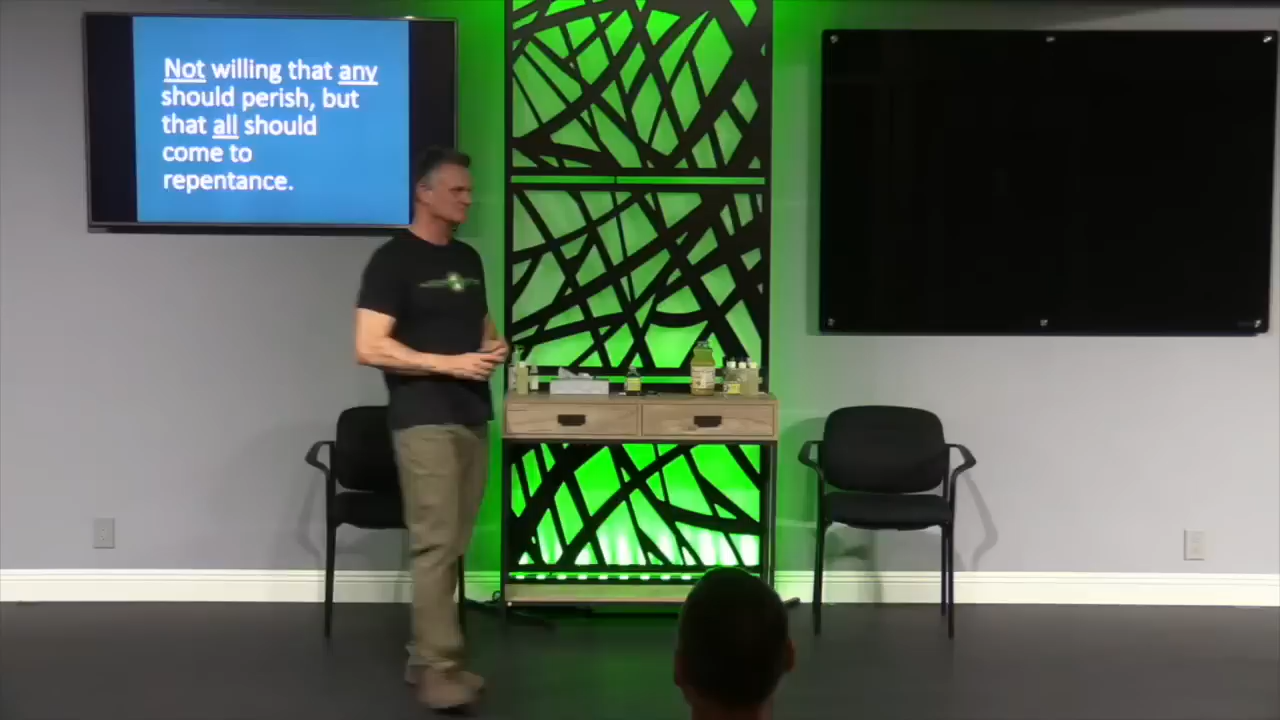 Not willing that any
should perish, but
that all should
come to
repentance.